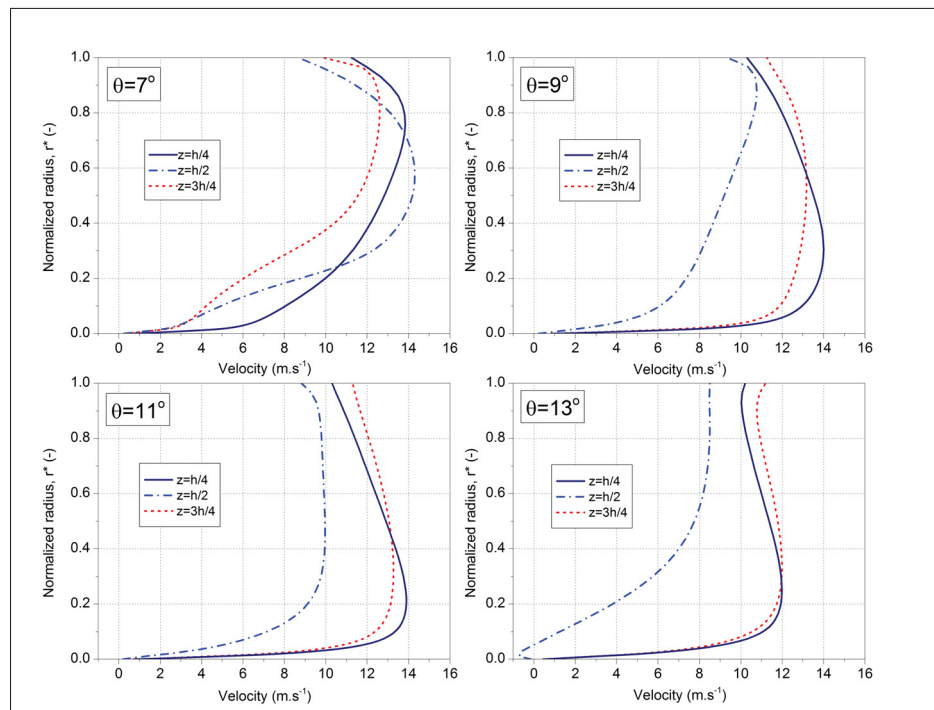 θ=7°
z=h/4
z=h/2
z=3h/4
Normalized radius, r* (-)
1.0
0.8
0.6
0.4
0.2
0.0
0 2 4 6 8 10 12 14 16
Velocity (m.s⁻¹)
θ=9°
z=h/4
z=h/2
z=3h/4
Normalized radius, r* (-)
1.0
0.8
0.6
0.4
0.2
0.0
0 2 4 6 8 10 12 14 16
Velocity (m.s⁻¹)
θ=11°
z=h/4
z=h/2
z=3h/4
Normalized radius, r* (-)
1.0
0.8
0.6
0.4
0.2
0.0
0 2 4 6 8 10 12 14 16
Velocity (m.s⁻¹)
θ=13°
z=h/4
z=h/2
z=3h/4
Normalized radius, r* (-)
1.0
0.8
0.6
0.4
0.2
0.0
0 2 4 6 8 10 12 14 16
Velocity (m.s⁻¹)